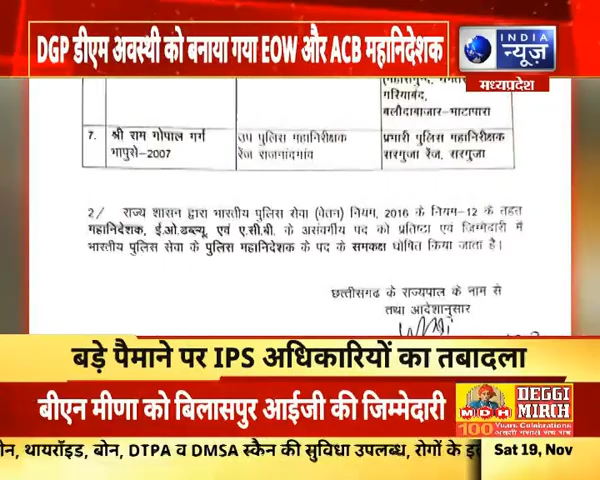 DGP डीएम अवस्थी को बनाया गया EOW और ACB महानिदेशक
INDIA
न्यूज़
मध्यप्रदेश
गरियाबंद,
बलौदाबाजार-भाटापारा
7. श्री राम गोपाल गर्ग उप पुलिस महानिरीक्षक प्रभारी पुलिस महानिरीक्षक
भापुसे-2007 रेंज राजनांदगांव सरगुजा रेंज, सरगुजा
2/ राज्य शासन द्वारा भारतीय पुलिस सेवा (वेतन) नियम, 2016 के नियम-12 के तहत
महानिदेशक, ई.ओ.डब्ल्यू. एवं ए.सी.बी. के असंवर्गीय पद को प्रतिष्ठा एवं जिम्मेदारी में
भारतीय पुलिस सेवा के पुलिस महानिदेशक के पद के समकक्ष घोषित किया जाता है।
छत्तीसगढ़ के राज्यपाल के नाम से
तथा आदेशानुसार
बड़े पैमाने पर IPS अधिकारियों का तबादला
बीएन मीणा को बिलासपुर आईजी की जिम्मेदारी
MDH
DEGGI
MIRCH
100 Years Celebrations
असली मसाले सच सच
थाॅयरॉइड, बोन, DTPA व DMSA स्कैन की सुविधा उपलब्ध, रोगों के
Sat 19, Nov